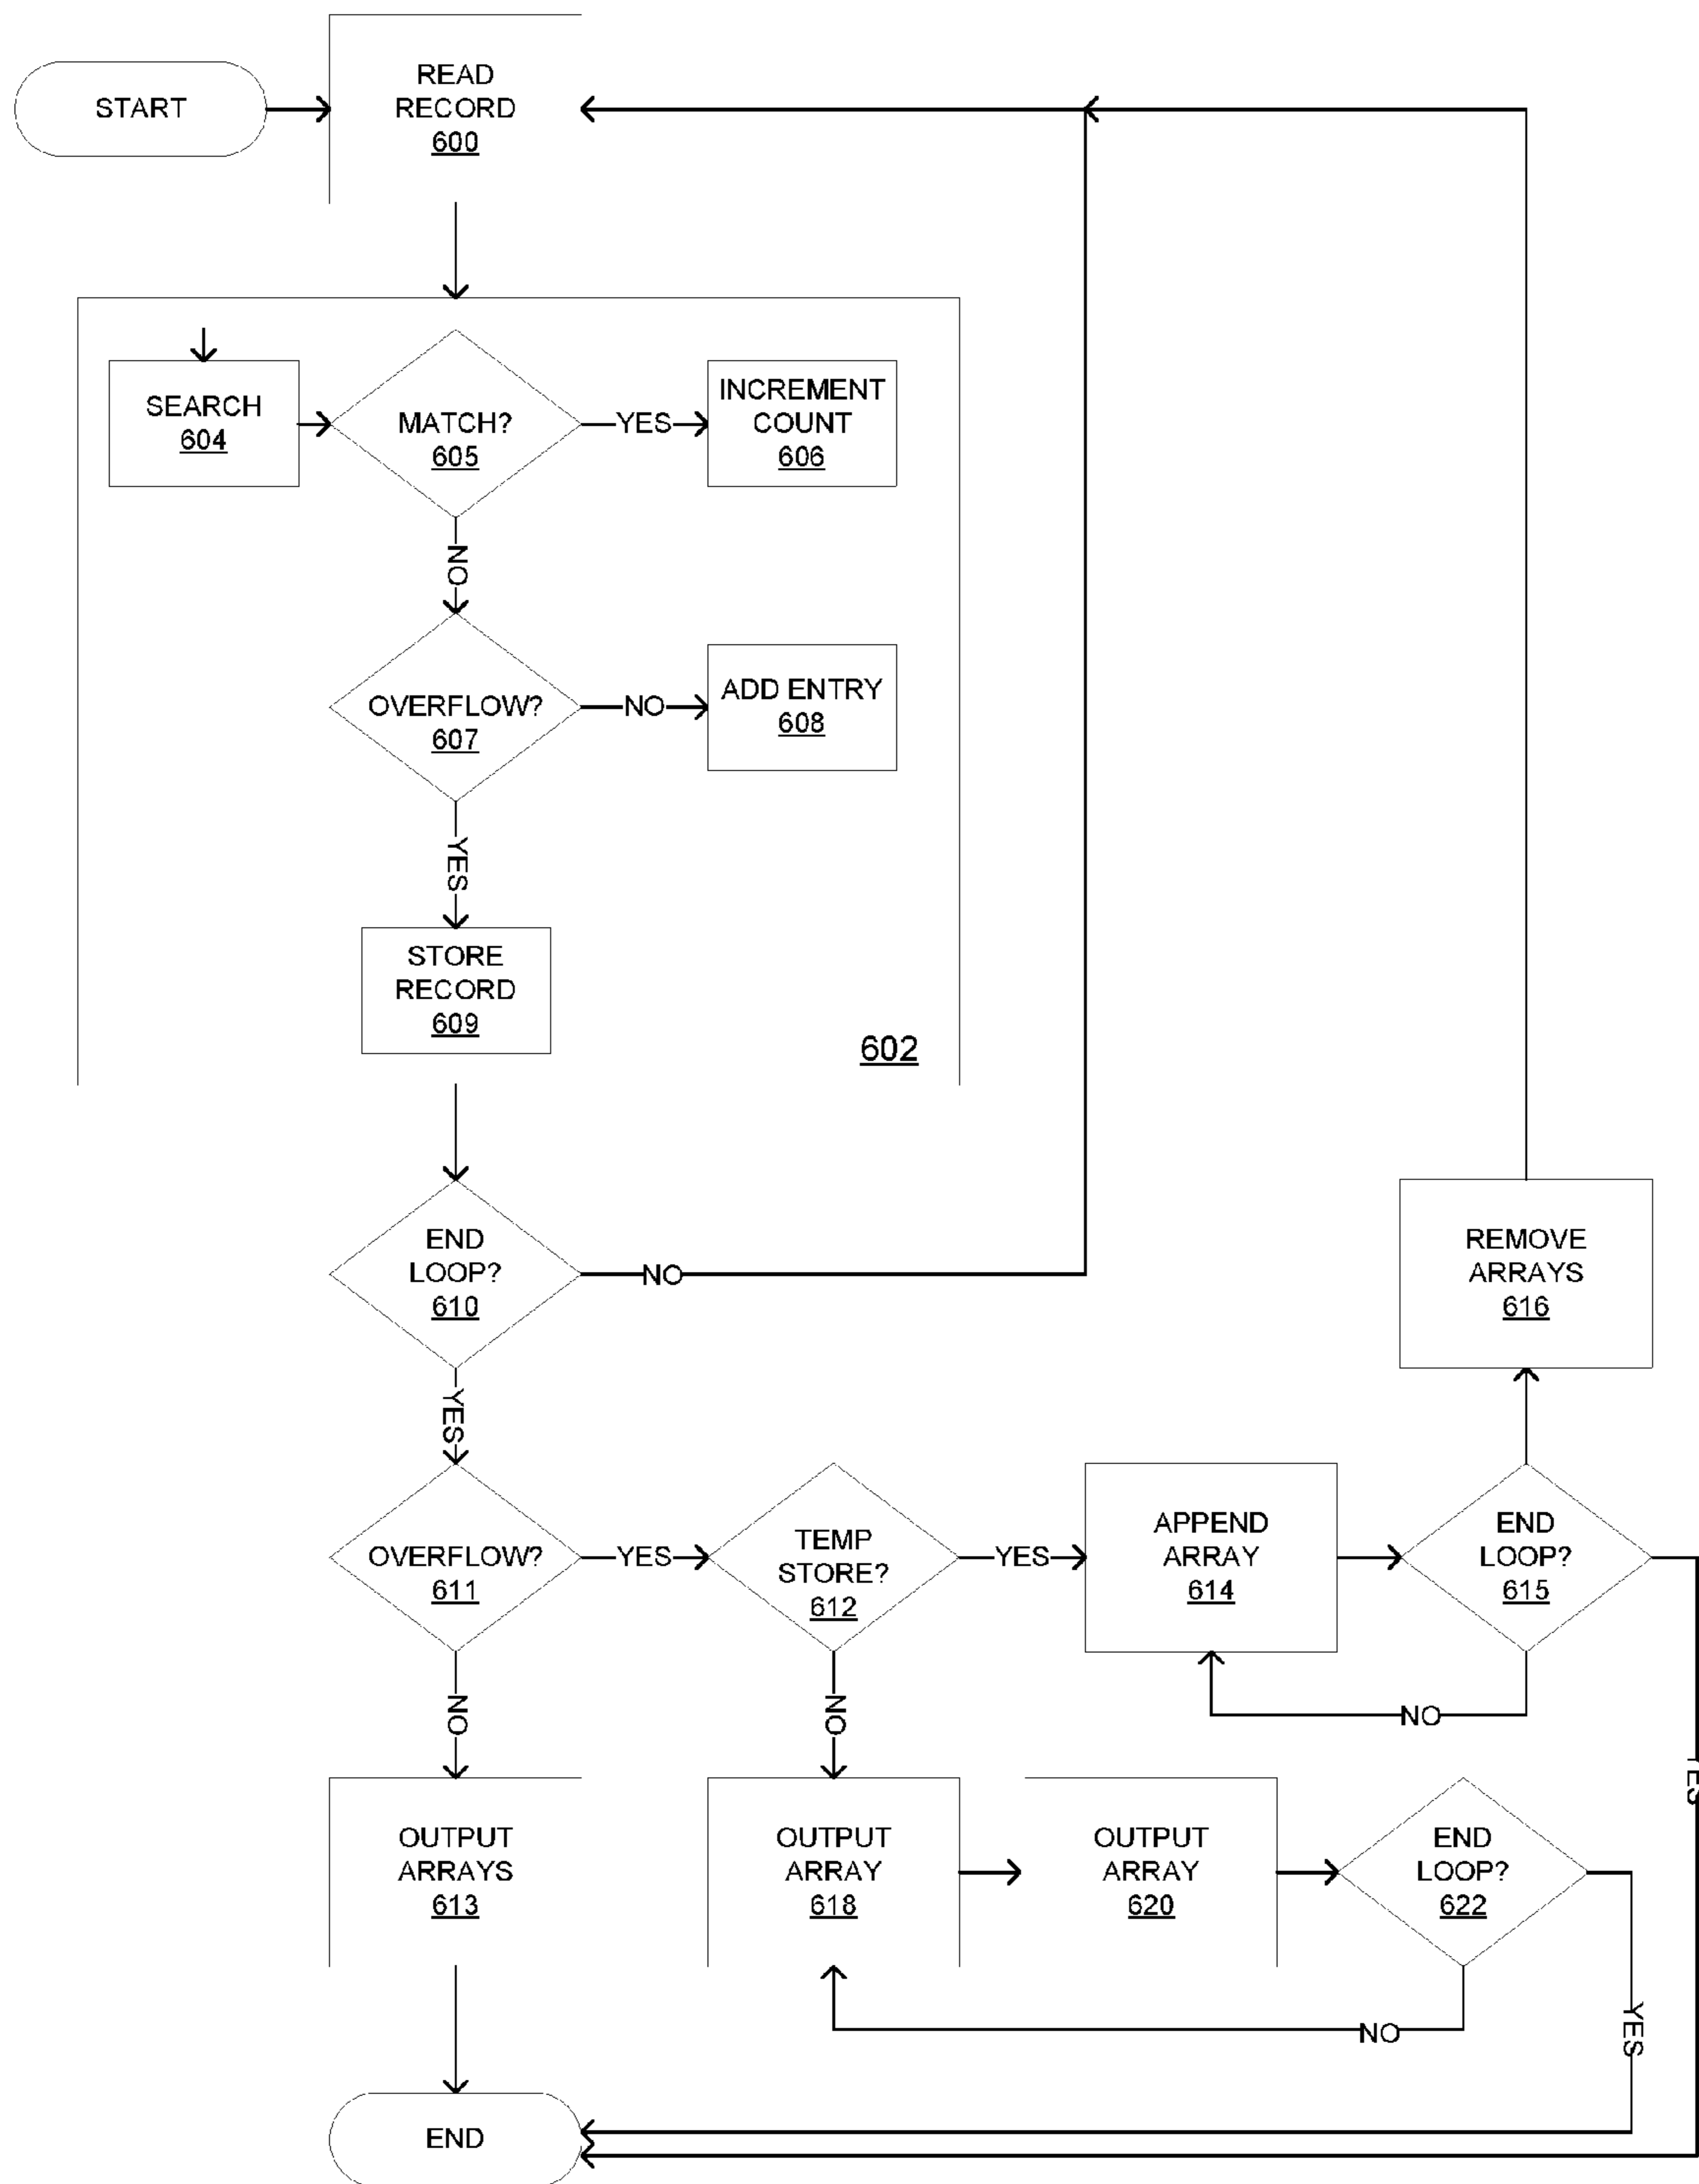 START
READ
RECORD
600
SEARCH
604
MATCH?
605
YES
INCREMENT
COUNT
606
NO
OVERFLOW?
607
NO
ADD ENTRY
608
YES
STORE
RECORD
609
602
END
LOOP?
610
NO
REMOVE
ARRAYS
616
YES
OVERFLOW?
611
YES
TEMP
STORE?
612
YES
APPEND
ARRAY
614
END
LOOP?
615
NO
NO
NO
YES
OUTPUT
ARRAYS
613
OUTPUT
ARRAY
618
OUTPUT
ARRAY
620
END
LOOP?
622
NO
YES
END